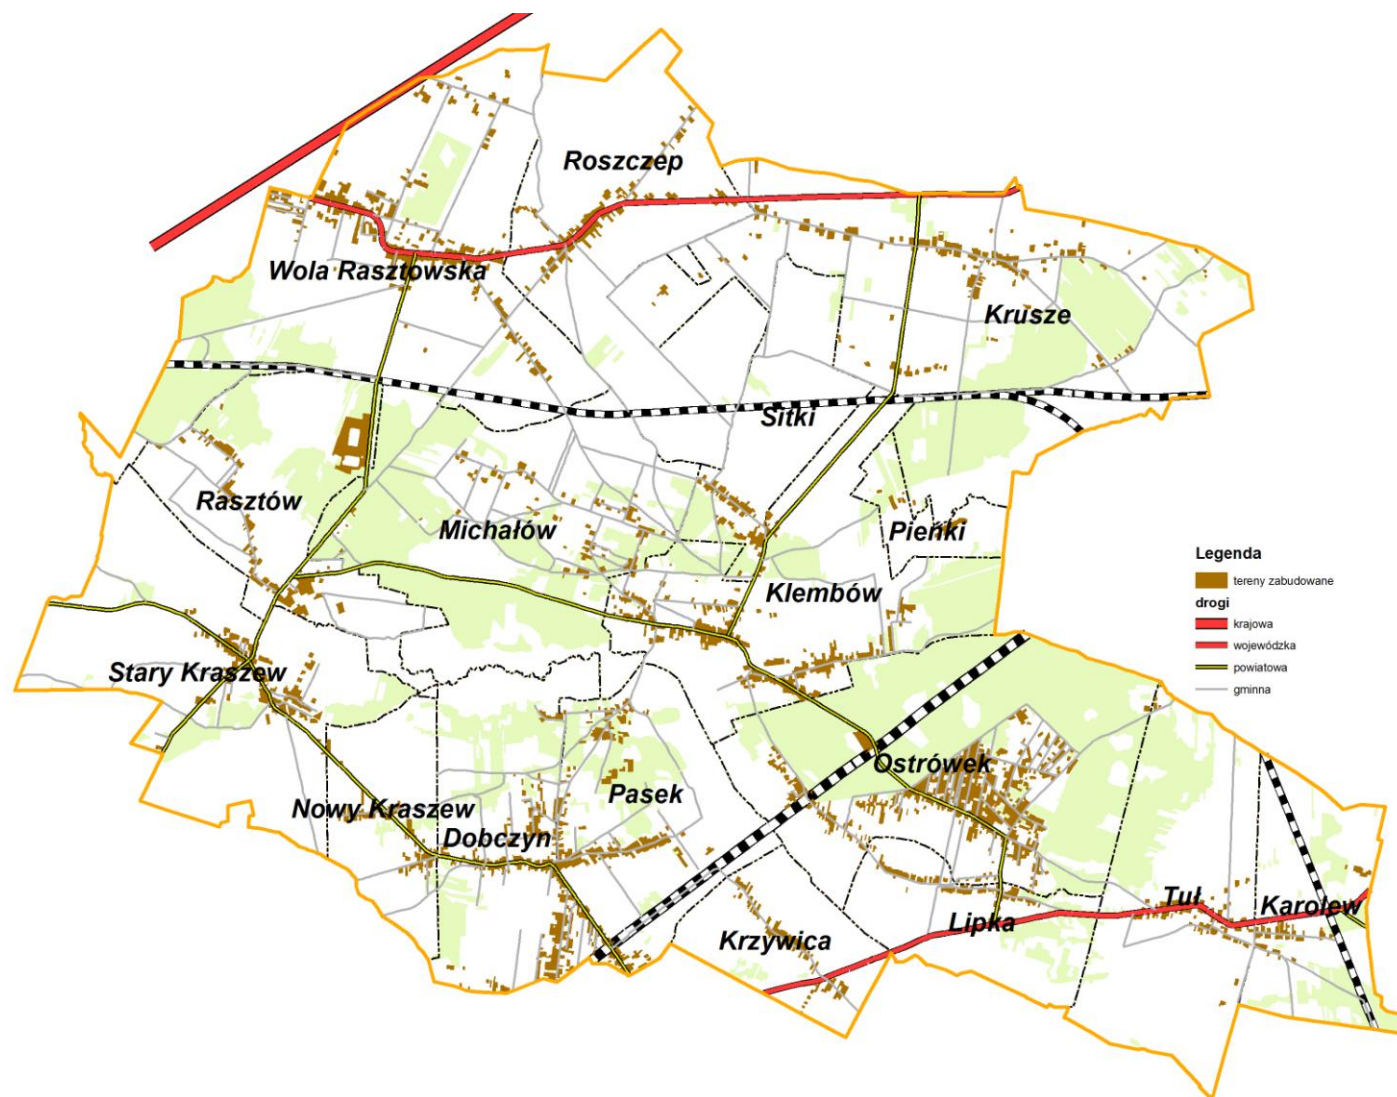 Roszczep
Wola Rasztowska
Krusze
Sitki
Rasztów
Michałów
Pieńki
Klembów
Stary Kraszew
Ostrówek
Nowy Kraszew
Pasek
Dobczyn
Tuł
Karolew
Lipka
Krzywica
Legenda
tereny zabudowane
drogi
krajowa
wojewódzka
powiatowa
gminna